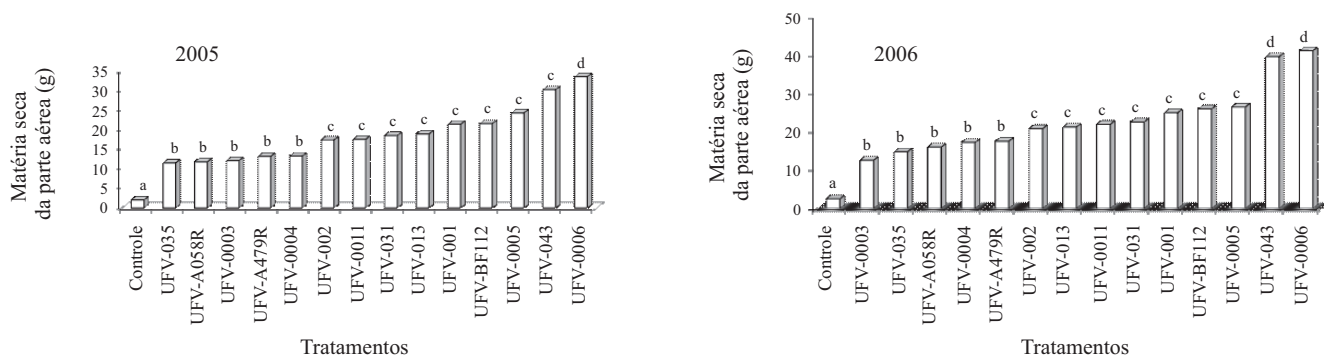 2005
Matéria seca
da parte aérea (g)
35
30
25
20
15
10
5
0
a
b
b
b
b
b
c
c
c
c
c
c
c
c
d
Controle
UFV-035
UFV-A058R
UFV-0003
UFV-A479R
UFV-0004
UFV-002
UFV-0011
UFV-031
UFV-013
UFV-001
UFV-BF112
UFV-0005
UFV-043
UFV-0006
Tratamentos
2006
Matéria seca
da parte aérea (g)
50
40
30
20
10
0
a
b
b
b
b
b
c
c
c
c
c
c
c
d
d
Controle
UFV-0003
UFV-035
UFV-A058R
UFV-0004
UFV-A479R
UFV-002
UFV-013
UFV-0011
UFV-031
UFV-001
UFV-BF112
UFV-0005
UFV-043
UFV-0006
Tratamentos